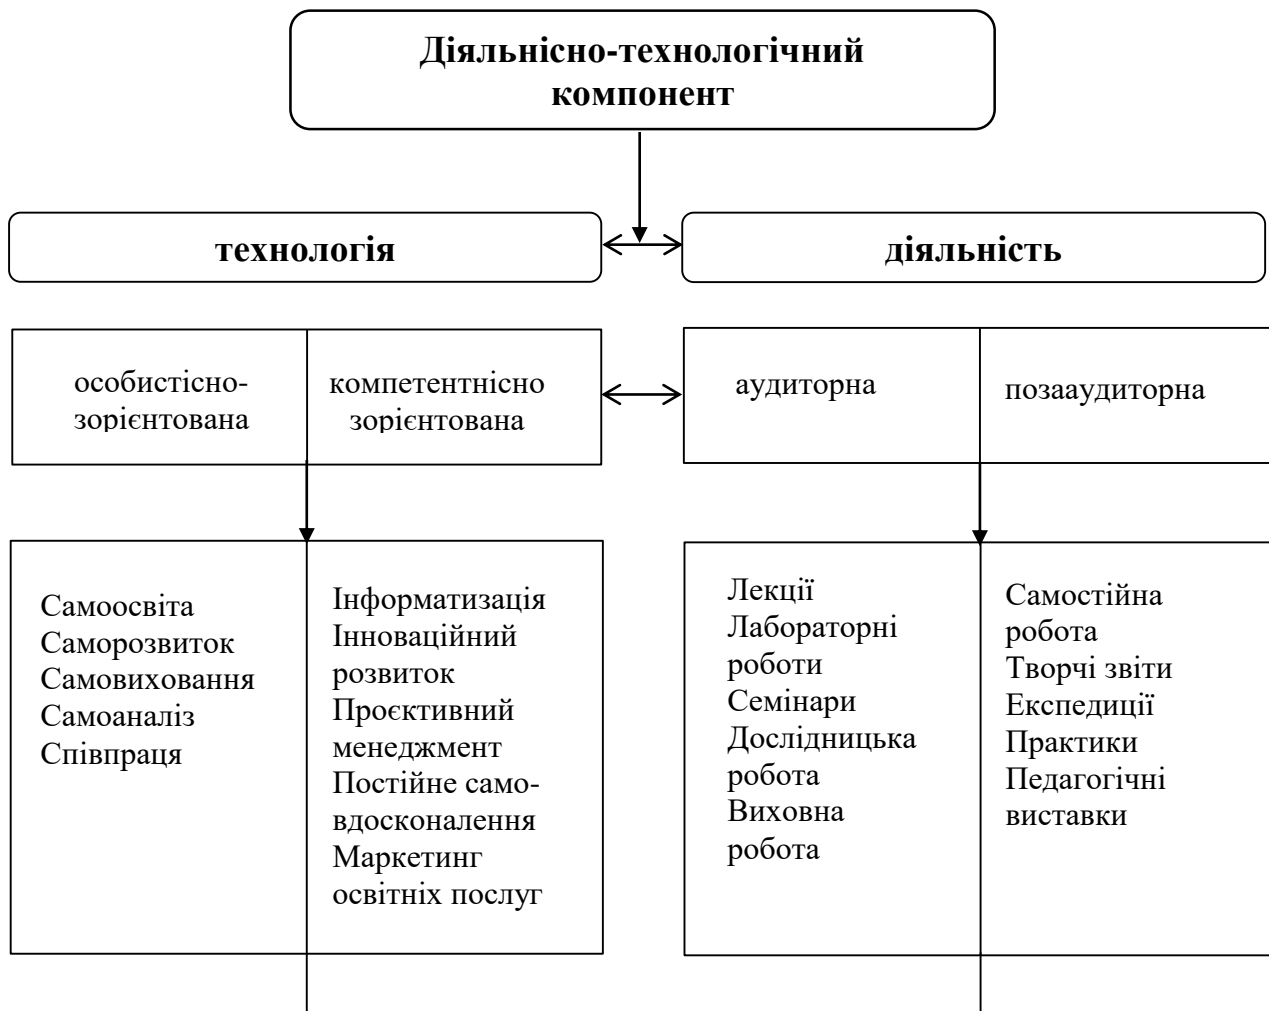 Діяльнісно-технологічний
компонент
технологія
діяльність
особистісно-
зорієнтована
компетентнісно
зорієнтована
аудиторна
позааудиторна
Самоосвіта
Саморозвиток
Самовиховання
Самоаналіз
Співпраця
Інформатизація
Інноваційний
розвиток
Проєктивний
менеджмент
Постійне само-
вдосконалення
Маркетинг
освітніх послуг
Лекції
Лабораторні
роботи
Семінари
Дослідницька
робота
Виховна
робота
Самостійна
робота
Творчі звіти
Експедиції
Практики
Педагогічні
виставки